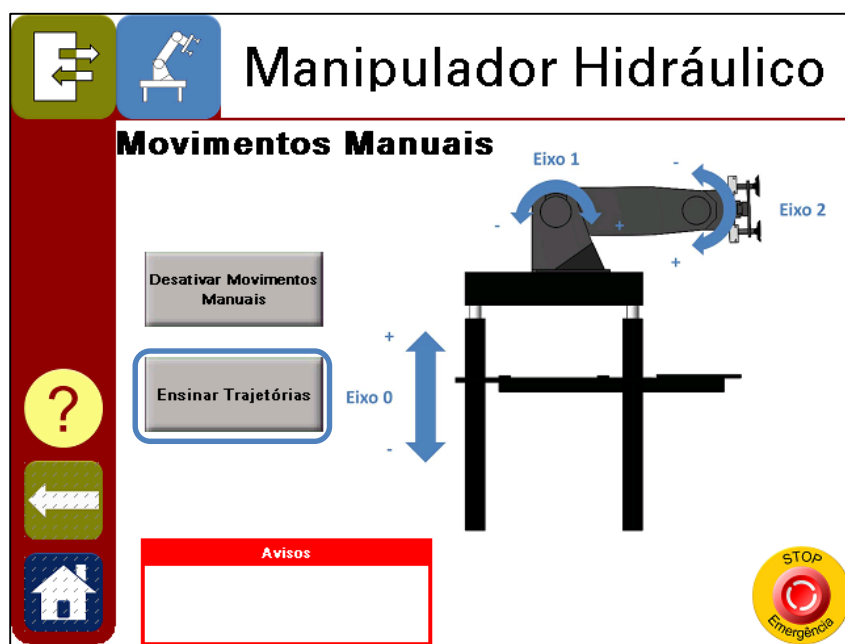 Manipulador Hidráulico
Movimentos Manuais
Eixo 1
-
+
-
Eixo 2
+
Desativar Movimentos
Manuais
Ensinar Trajetórias
Eixo 0
+
-
?
Avisos
STOP
Emergência